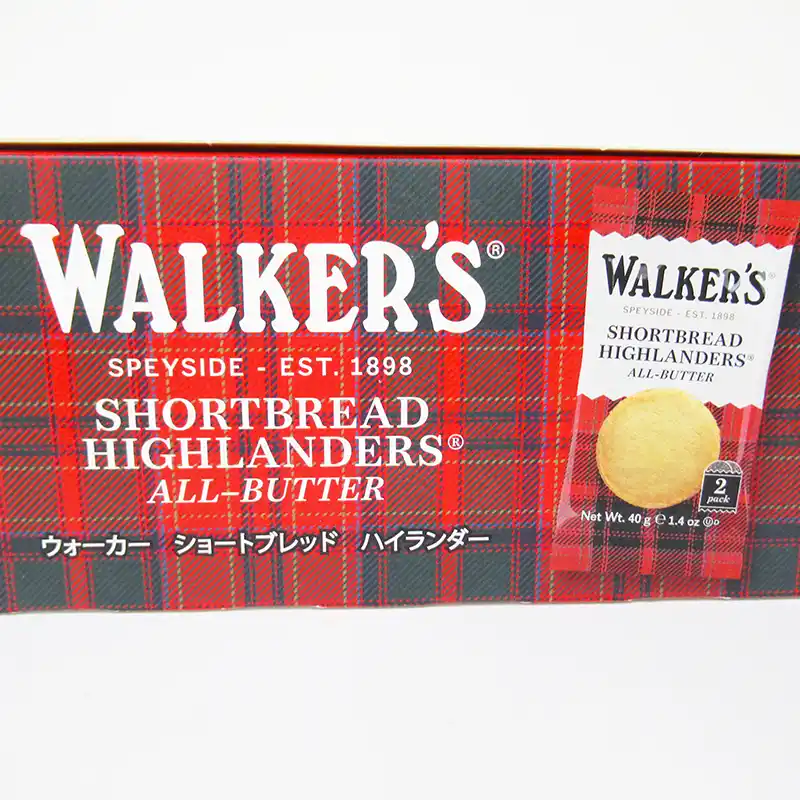 WALKER'S®
SPEYSIDE - EST. 1898
SHORTBREAD
HIGHLANDERS®
ALL-BUTTER
ウォーカー ショートブレッド ハイランダー
WALKER'S®
SPEYSIDE - EST. 1898
SHORTBREAD
HIGHLANDERS®
ALL-BUTTER
2
pack
Net Wt. 40 g ℮ 1.4 oz ⓊD